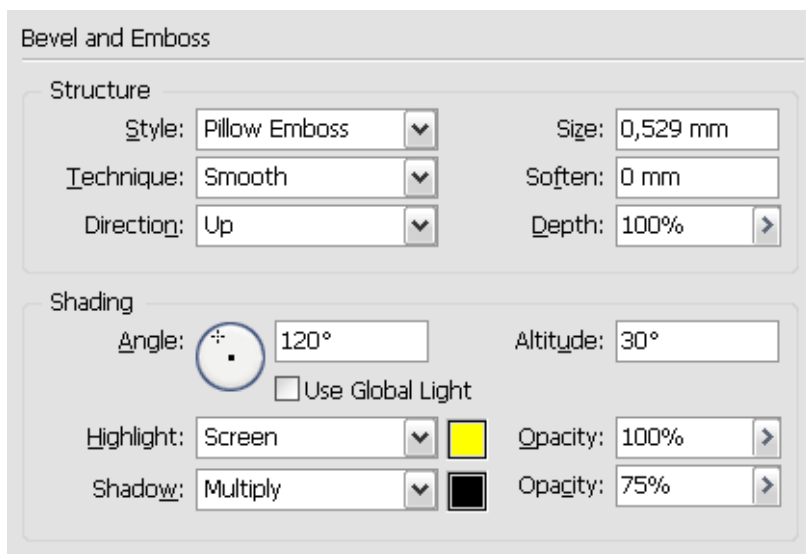 Bevel and Emboss
Structure
Style: Pillow Emboss Size: 0,529 mm
Technique: Smooth Soften: 0 mm
Direction: Up Depth: 100%
Shading
Angle: 120° Altitude: 30°
Use Global Light
Highlight: Screen Opacity: 100%
Shadow: Multiply Opacity: 75%